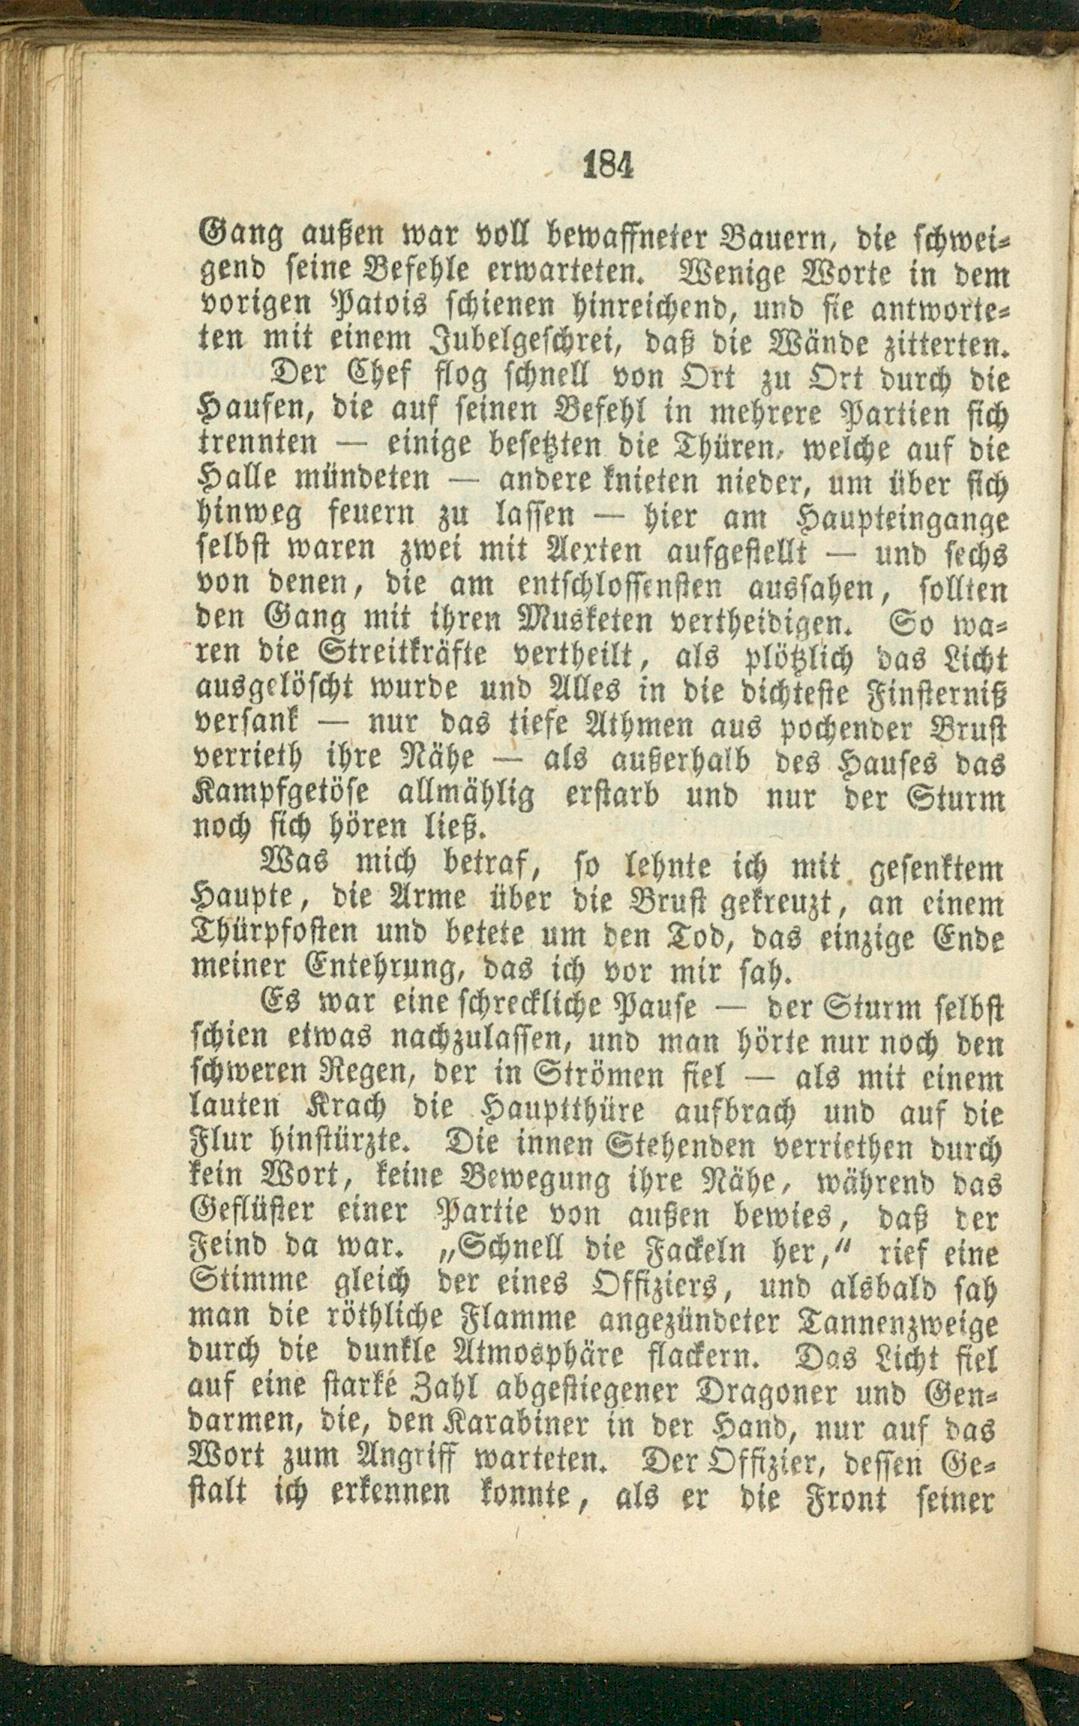 184
Gang außen war voll bewaffneter Bauern, die schwei-
gend seine Befehle erwarteten. Wenige Worte in dem
vorigen Patois schienen hinreichend, und sie antworte-
ten mit einem Jubelgeschrei, daß die Wände zitterten.
Der Chef flog schnell von Ort zu Ort durch die
Haufen, die auf seinen Befehl in mehrere Partien sich
trennten — einige besetzten die Thüren, welche auf die
Halle mündeten — andere knieten nieder, um über sich
hinweg feuern zu lassen — hier am Haupteingange
selbst waren zwei mit Aexten aufgestellt — und sechs
von denen, die am entschlossensten aussahen, sollten
den Gang mit ihren Musketen vertheidigen. So wa-
ren die Streitkräfte vertheilt, als plötzlich das Licht
ausgelöscht wurde und Alles in die dichteste Finsterniß
versank — nur das tiefe Athmen aus pochender Brust
verrieth ihre Nähe — als außerhalb des Hauses das
Kampfgetöse allmählig erstarb und nur der Sturm
noch sich hören ließ.
Was mich betraf, so lehnte ich mit gesenktem
Haupte, die Arme über die Brust gekreuzt, an einem
Thürpfosten und betete um den Tod, das einzige Ende
meiner Entehrung, das ich vor mir sah.
Es war eine schreckliche Pause — der Sturm selbst
schien etwas nachzulassen, und man hörte nur noch den
schweren Regen, der in Strömen fiel — als mit einem
lauten Krach die Hauptthüre aufbrach und auf die
Flur hinstürzte. Die innen Stehenden verriethen durch
kein Wort, keine Bewegung ihre Nähe, während das
Geflüster einer Partie von außen bewies, daß der
Feind da war. „Schnell die Fackeln her,“ rief eine
Stimme gleich der eines Offiziers, und alsbald sah
man die röthliche Flamme angezündeter Tannenzweige
durch die dunkle Atmosphäre flackern. Das Licht fiel
auf eine starke Zahl abgestiegener Dragoner und Gen-
darmen, die, den Karabiner in der Hand, nur auf das
Wort zum Angriff warteten. Der Offizier, dessen Ge-
stalt ich erkennen konnte, als er die Front seiner